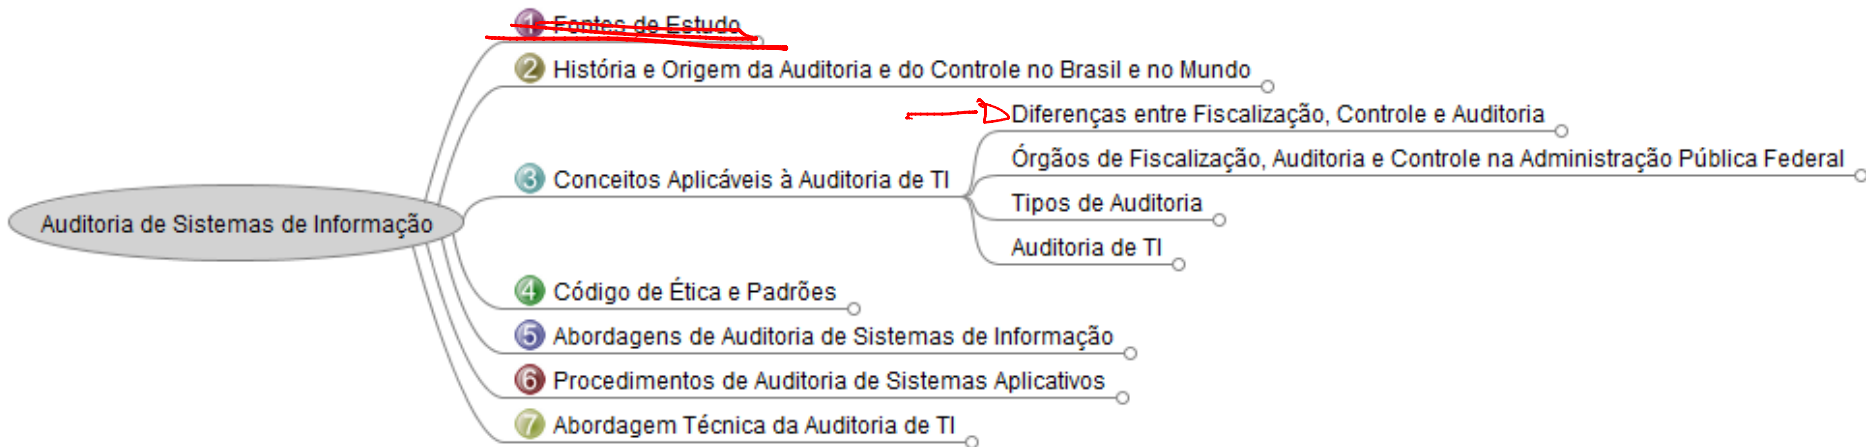 1 Fontes de Estudo
2 História e Origem da Auditoria e do Controle no Brasil e no Mundo
Diferenças entre Fiscalização, Controle e Auditoria
Órgãos de Fiscalização, Auditoria e Controle na Administração Pública Federal
3 Conceitos Aplicáveis à Auditoria de TI
Tipos de Auditoria
Auditoria de Sistemas de Informação
Auditoria de TI
4 Código de Ética e Padrões
5 Abordagens de Auditoria de Sistemas de Informação
6 Procedimentos de Auditoria de Sistemas Aplicativos
7 Abordagem Técnica da Auditoria de TI